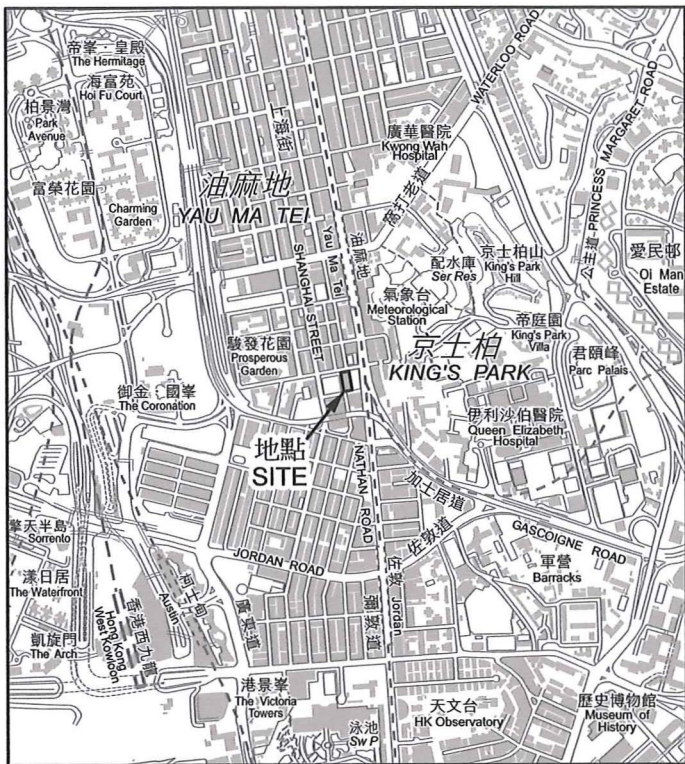 帝峯·皇殿
The Hermitage
海富苑
Hoi Fu Court
柏景灣
Park
Avenue
富榮花園
Charming
Garden
上海街
油麻地
YAU MA TEI
SHANGHAI STREET
Yau Ma Tei
油麻地
廣華醫院
Kwong Wah
Hospital
窩打老道
WATERLOO ROAD
公主道 PRINCESS MARGARET ROAD
配水庫
Ser Res
京士柏山
King's Park
Hill
愛民邨
Oi Man
Estate
氣象台
Meteorological
Station
京士柏
KING'S PARK
帝庭園
King's Park
Villa
君頤峰
Parc Palais
駿發花園
Prosperous
Garden
御金·國峯
The Coronation
伊利沙伯醫院
Queen Elizabeth
Hospital
地點
SITE
NATHAN ROAD
加士居道
GASCOIGNE ROAD
佐敦道
JORDAN ROAD
擎天半島
Sorrento
漾日居
The Waterfront
凱旋門
The Arch
柯士甸
Austin
香港西九龍
Hong Kong
West Kowloon
廣東道
彌敦道
佐敦 Jordan
軍營
Barracks
港景峯
The Victoria
Towers
泳池
Sw P
天文台
HK Observatory
歷史博物館
Museum of
History